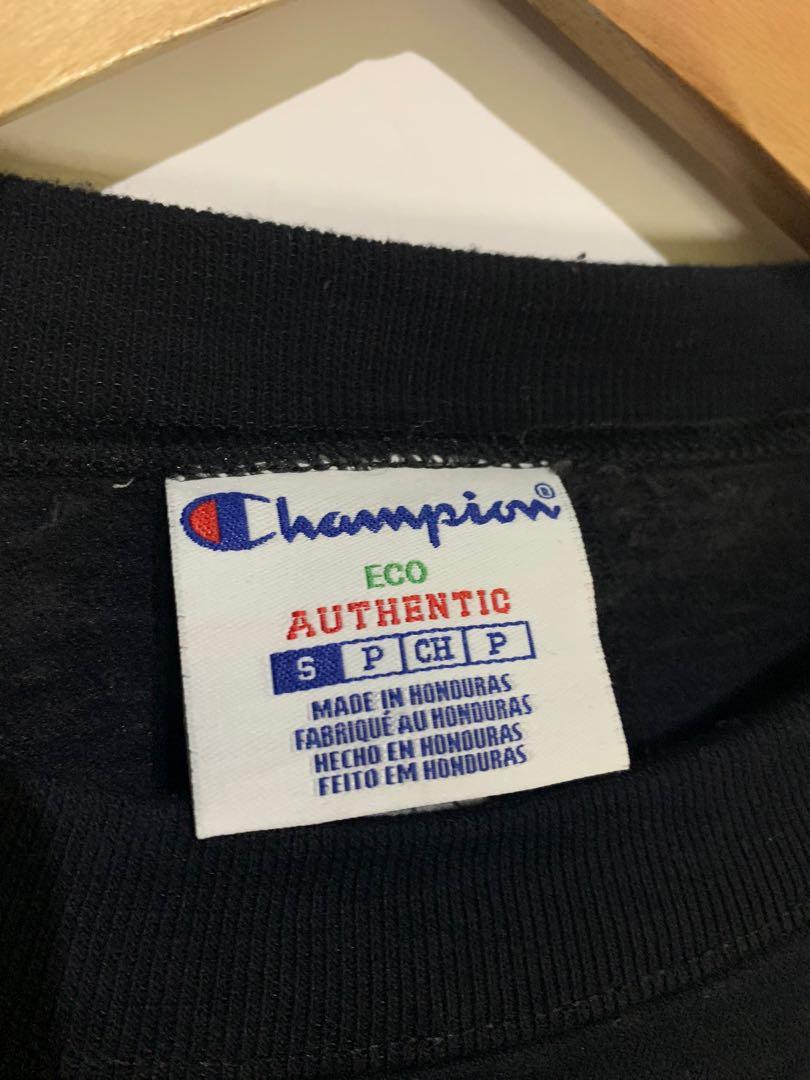 Champion®
ECO
AUTHENTIC
S P CH P
MADE IN HONDURAS
FABRIQUÉ AU HONDURAS
HECHO EN HONDURAS
FEITO EM HONDURAS